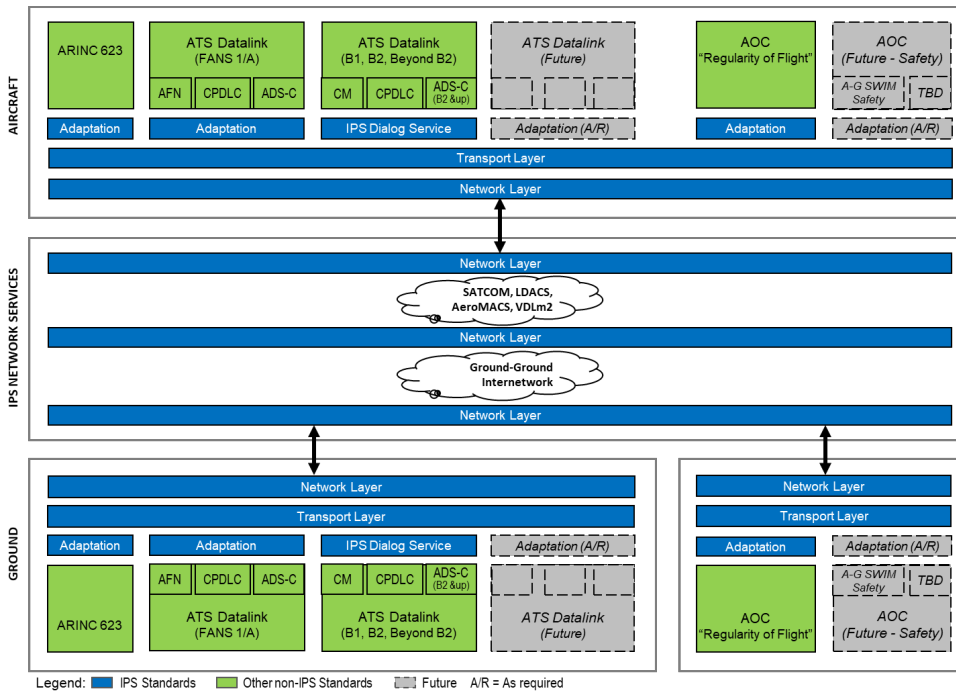 AIRCRAFT
ARINC 623
ATS Datalink
(FANS 1/A)
AFN
CPDLC
ADS-C
ATS Datalink
(B1, B2, Beyond B2)
CM
CPDLC
ADS-C
(B2 &up)
ATS Datalink
(Future)
AOC
“Regularity of Flight”
AOC
(Future - Safety)
A-G SWIM
Safety
TBD
Adaptation
Adaptation
IPS Dialog Service
Adaptation (A/R)
Adaptation
Adaptation (A/R)
Transport Layer
Network Layer
IPS NETWORK SERVICES
Network Layer
SATCOM, LDACS,
AeroMACS, VDLm2
Network Layer
Ground-Ground
Internetwork
Network Layer
GROUND
Network Layer
Transport Layer
Adaptation
Adaptation
IPS Dialog Service
Adaptation (A/R)
ARINC 623
AFN
CPDLC
ADS-C
ATS Datalink
(FANS 1/A)
CM
CPDLC
ADS-C
(B2 &up)
ATS Datalink
(B1, B2, Beyond B2)
ATS Datalink
(Future)
Network Layer
Transport Layer
Adaptation
Adaptation (A/R)
AOC
“Regularity of Flight”
A-G SWIM
Safety
TBD
AOC
(Future - Safety)
Legend: IPS Standards Other non-IPS Standards Future A/R = As required